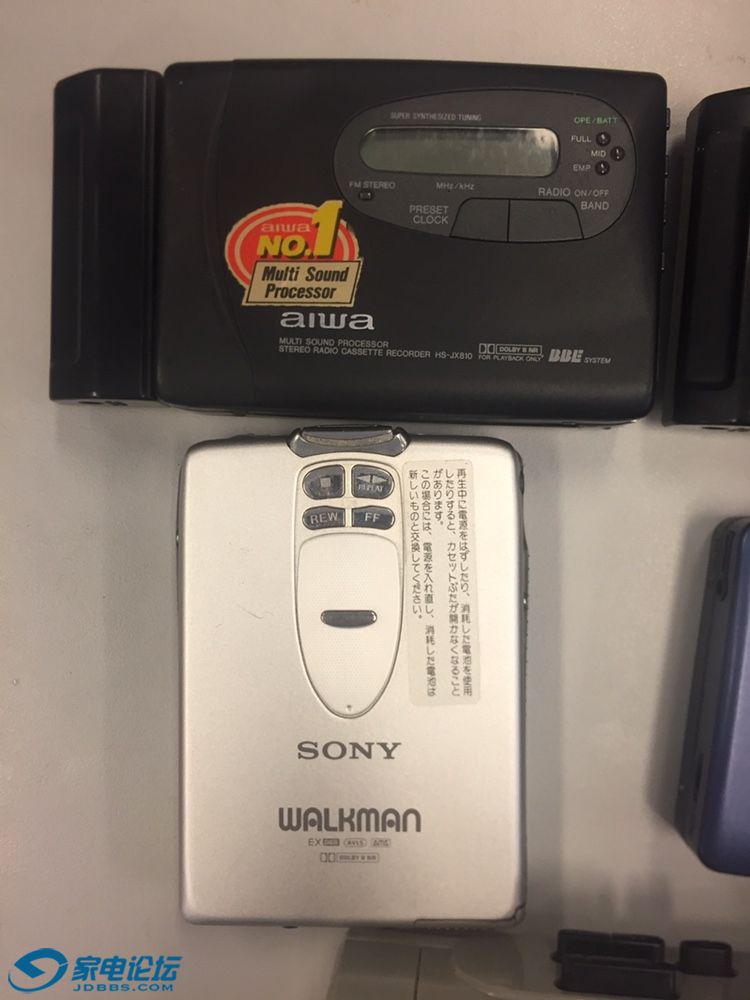 SUPER SYNTHESIZED TUNING
OPE/BATT
FULL
MID
EMP
FM STEREO
MHz/kHz
RADIO ON/OFF
PRESET
BAND
CLOCK
aiwa
NO.1
Multi Sound
Processor
aiwa
MULTI SOUND PROCESSOR
STEREO RADIO CASSETTE RECORDER HS-JX810
DOLBY B NR
FOR PLAYBACK ONLY
BBE SYSTEM
REPEAT
REW
FF
再生中に電源をはずしたり、消耗した電池を使用
したりすると、カセットぶたが開かなくなること
があります。
この場合には、電源を入れ直し、消耗した電池は
新しいものと交換してください。
SONY
WALKMAN
EX DBB AVLS AMS
DOLBY B NR
家电论坛
JDBBS.COM